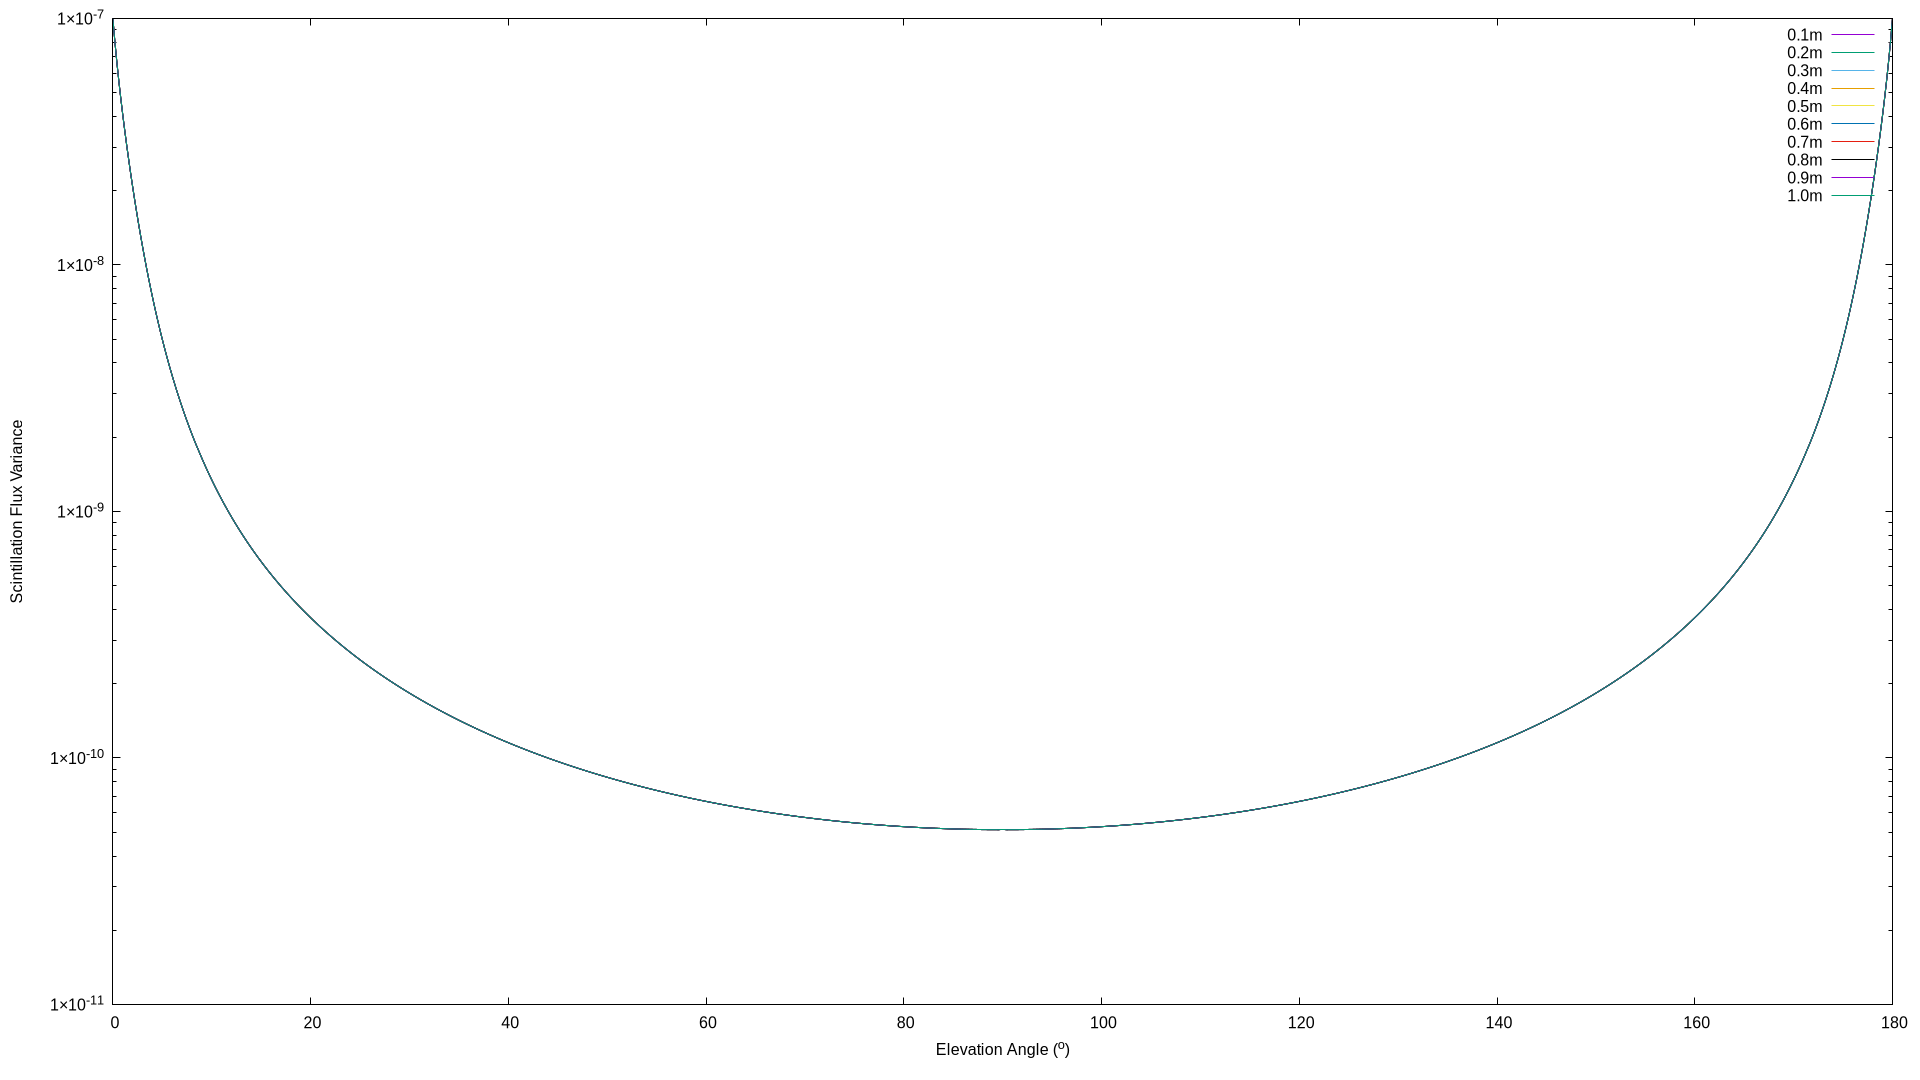 1×10-7
1×10-8
1×10-9
1×10-10
1×10-11
Scintillation Flux Variance
0.1m
0.2m
0.3m
0.4m
0.5m
0.6m
0.7m
0.8m
0.9m
1.0m
0 20 40 60 80 100 120 140 160 180
Elevation Angle (o)